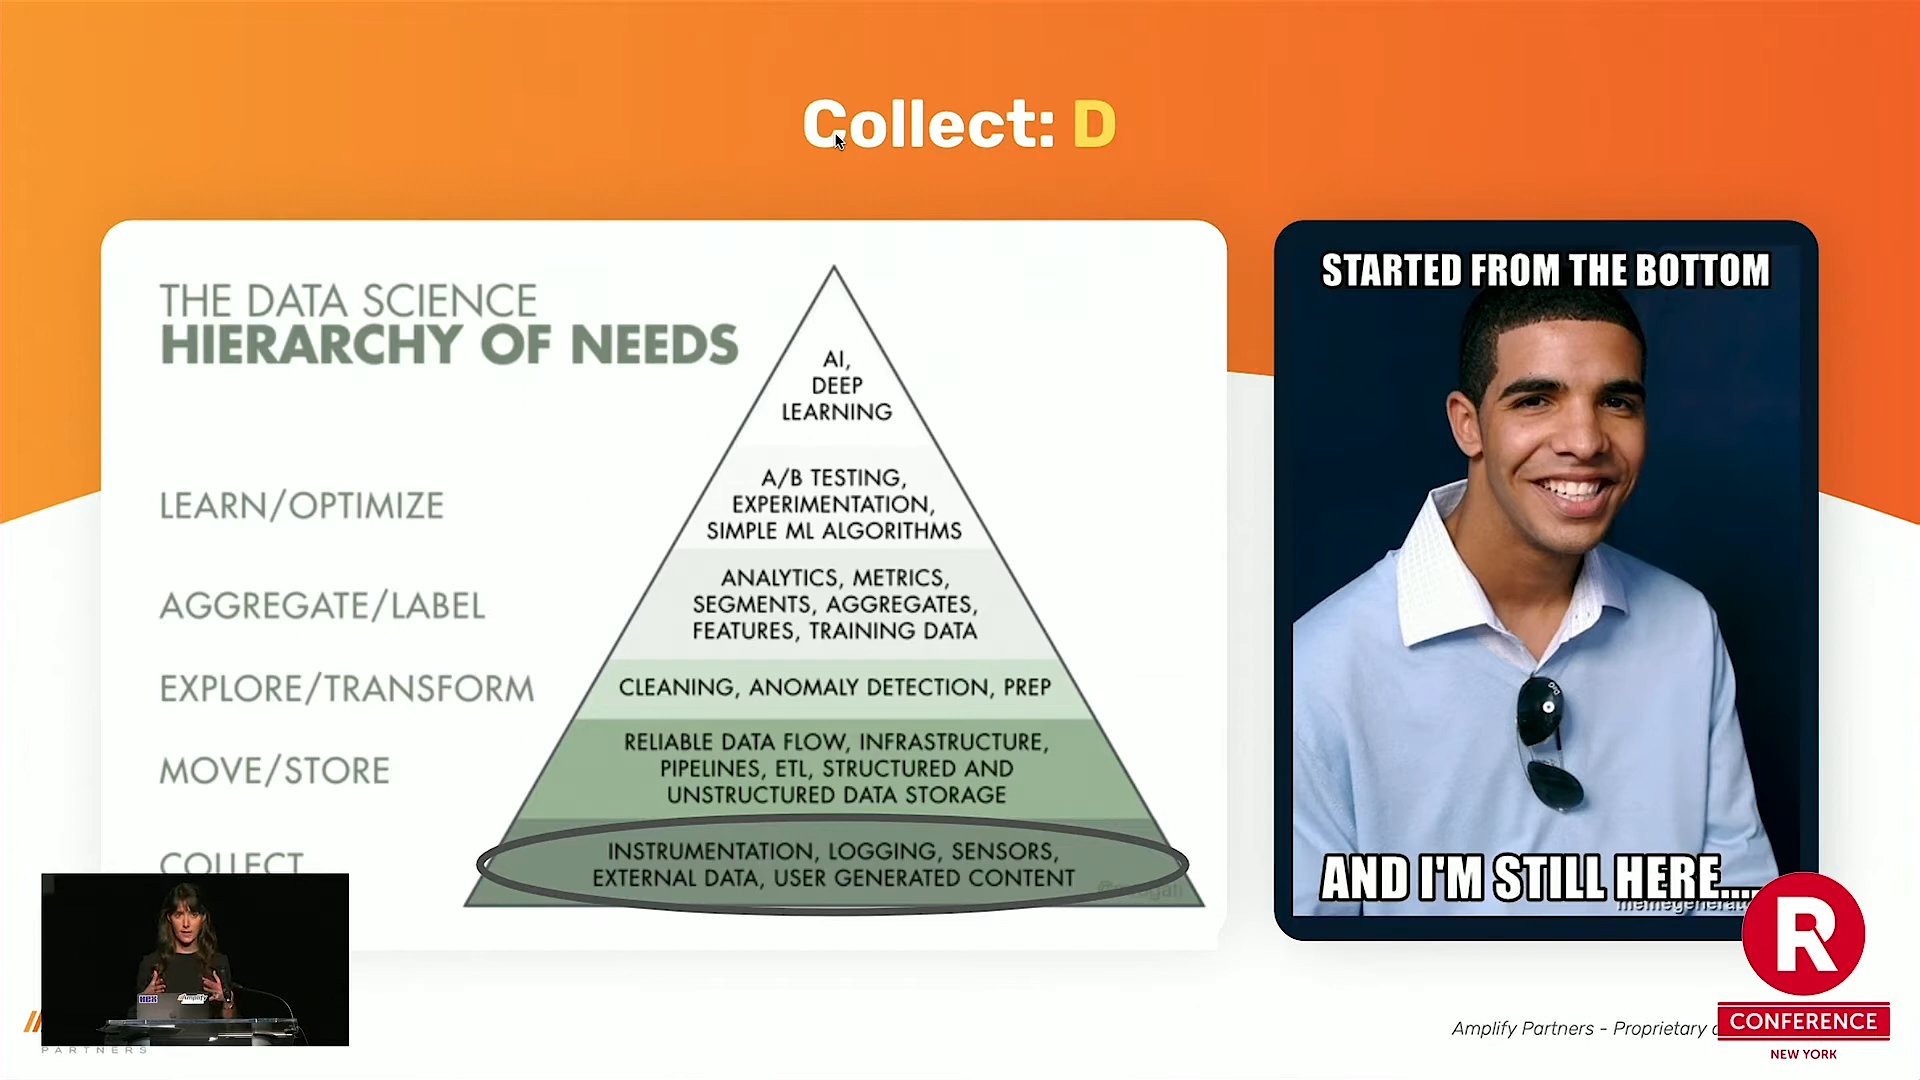 Collect: D
THE DATA SCIENCE
HIERARCHY OF NEEDS
AI,
DEEP
LEARNING
LEARN/OPTIMIZE
A/B TESTING,
EXPERIMENTATION,
SIMPLE ML ALGORITHMS
AGGREGATE/LABEL
ANALYTICS, METRICS,
SEGMENTS, AGGREGATES,
FEATURES, TRAINING DATA
EXPLORE/TRANSFORM
CLEANING, ANOMALY DETECTION, PREP
MOVE/STORE
RELIABLE DATA FLOW, INFRASTRUCTURE,
PIPELINES, ETL, STRUCTURED AND
UNSTRUCTURED DATA STORAGE
COLLECT
INSTRUMENTATION, LOGGING, SENSORS,
EXTERNAL DATA, USER GENERATED CONTENT
STARTED FROM THE BOTTOM
AND I'M STILL HERE....
HEX
Amplify
PARTNERS
Amplify Partners - Proprietary
R
CONFERENCE
NEW YORK